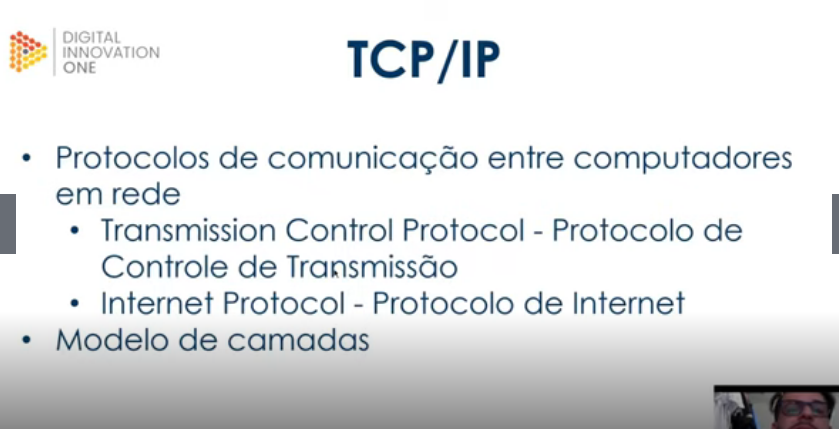 DIGITAL
INNOVATION
ONE
TCP/IP
• Protocolos de comunicação entre computadores
em rede
• Transmission Control Protocol - Protocolo de
Controle de Transmissão
• Internet Protocol - Protocolo de Internet
• Modelo de camadas